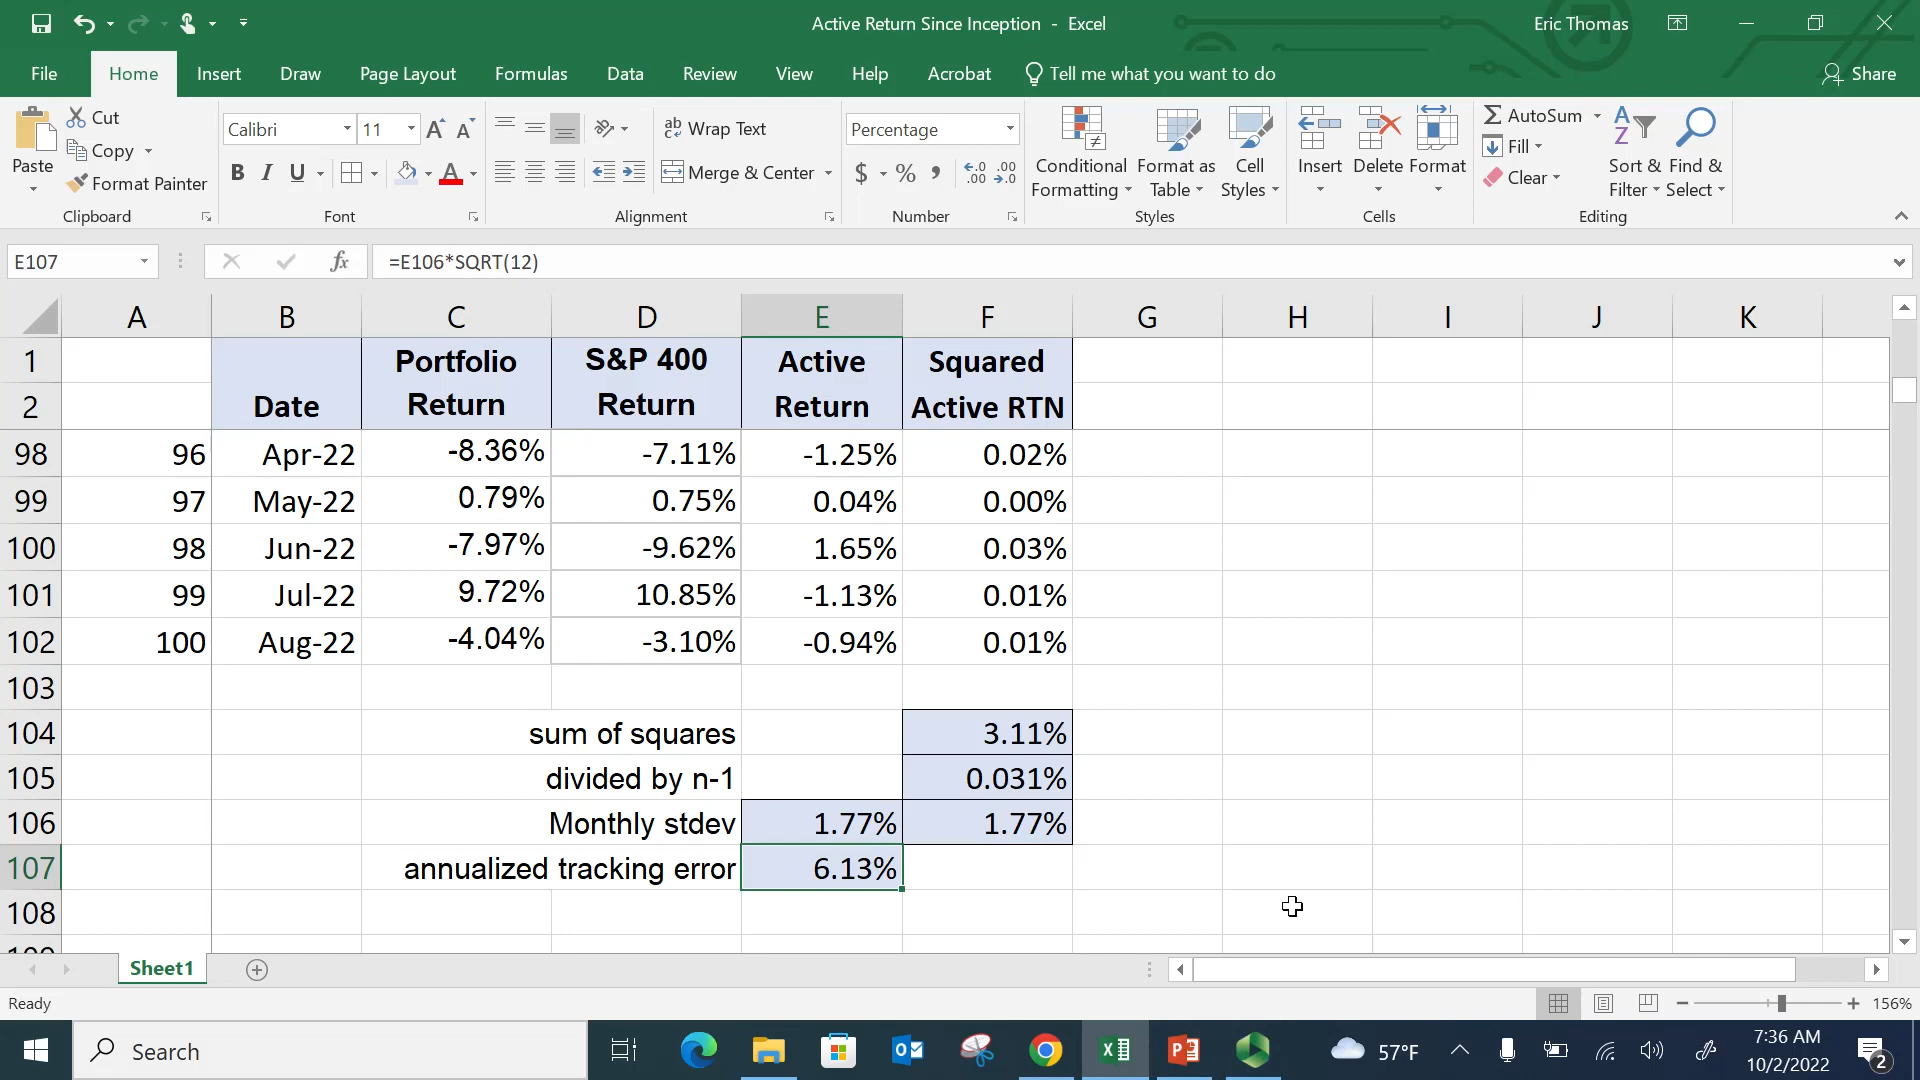 Active Return Since Inception - Excel
Eric Thomas
File Home Insert Draw Page Layout Formulas Data Review View Help Acrobat Tell me what you want to do Share
Paste
Cut
Copy
Format Painter
Clipboard
Calibri 11
A A
B I U A
Font
Wrap Text
Merge & Center
Alignment
Percentage
$ % , .0 .00 .00 .0
Number
Conditional Formatting
Format as Table
Cell Styles
Styles
Insert Delete Format
Cells
AutoSum
Fill
Clear
Sort & Filter
Find & Select
Editing
E107 fx =E106*SQRT(12)
A B C D E F G H I J K
1 Portfolio S&P 400 Active Squared
2 Date Return Return Return Active RTN
98 96 Apr-22 -8.36% -7.11% -1.25% 0.02%
99 97 May-22 0.79% 0.75% 0.04% 0.00%
100 98 Jun-22 -7.97% -9.62% 1.65% 0.03%
101 99 Jul-22 9.72% 10.85% -1.13% 0.01%
102 100 Aug-22 -4.04% -3.10% -0.94% 0.01%
103
104 sum of squares 3.11%
105 divided by n-1 0.031%
106 Monthly stdev 1.77% 1.77%
107 annualized tracking error 6.13%
108
109
Sheet1
Ready
156%
Search
57°F
7:36 AM
10/2/2022
2